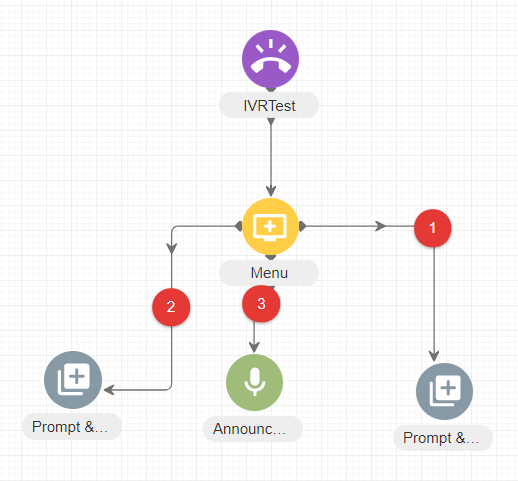 IVRTest
Menu
1
2
3
Prompt &...
Announc...
Prompt &...